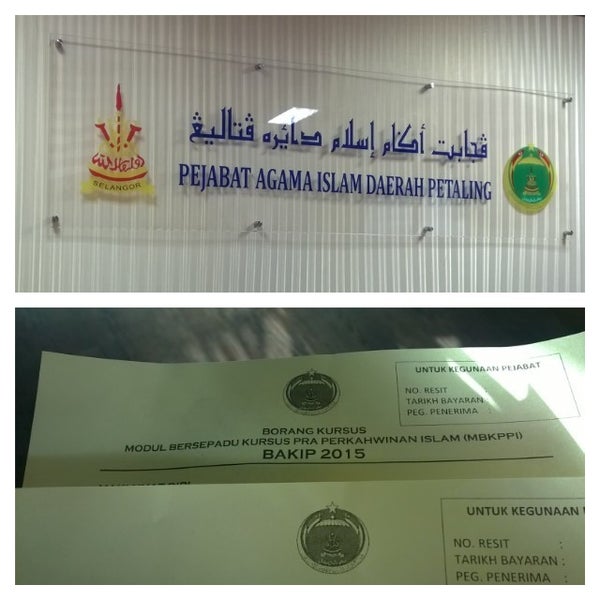 ڤجابت أڬام إسلام دائيره ڤتاليڠ
PEJABAT AGAMA ISLAM DAERAH PETALING
SELANGOR
UNTUK KEGUNAAN PEJABAT
NO. RESIT :
TARIKH BAYARAN :
PEG. PENERIMA
BORANG KURSUS
MODUL BERSEPADU KURSUS PRA PERKAHWINAN ISLAM (MBKPPI)
BAKIP 2015
UNTUK KEGUNAAN
NO. RESIT :
TARIKH BAYARAN :
PEG. PENERIMA :